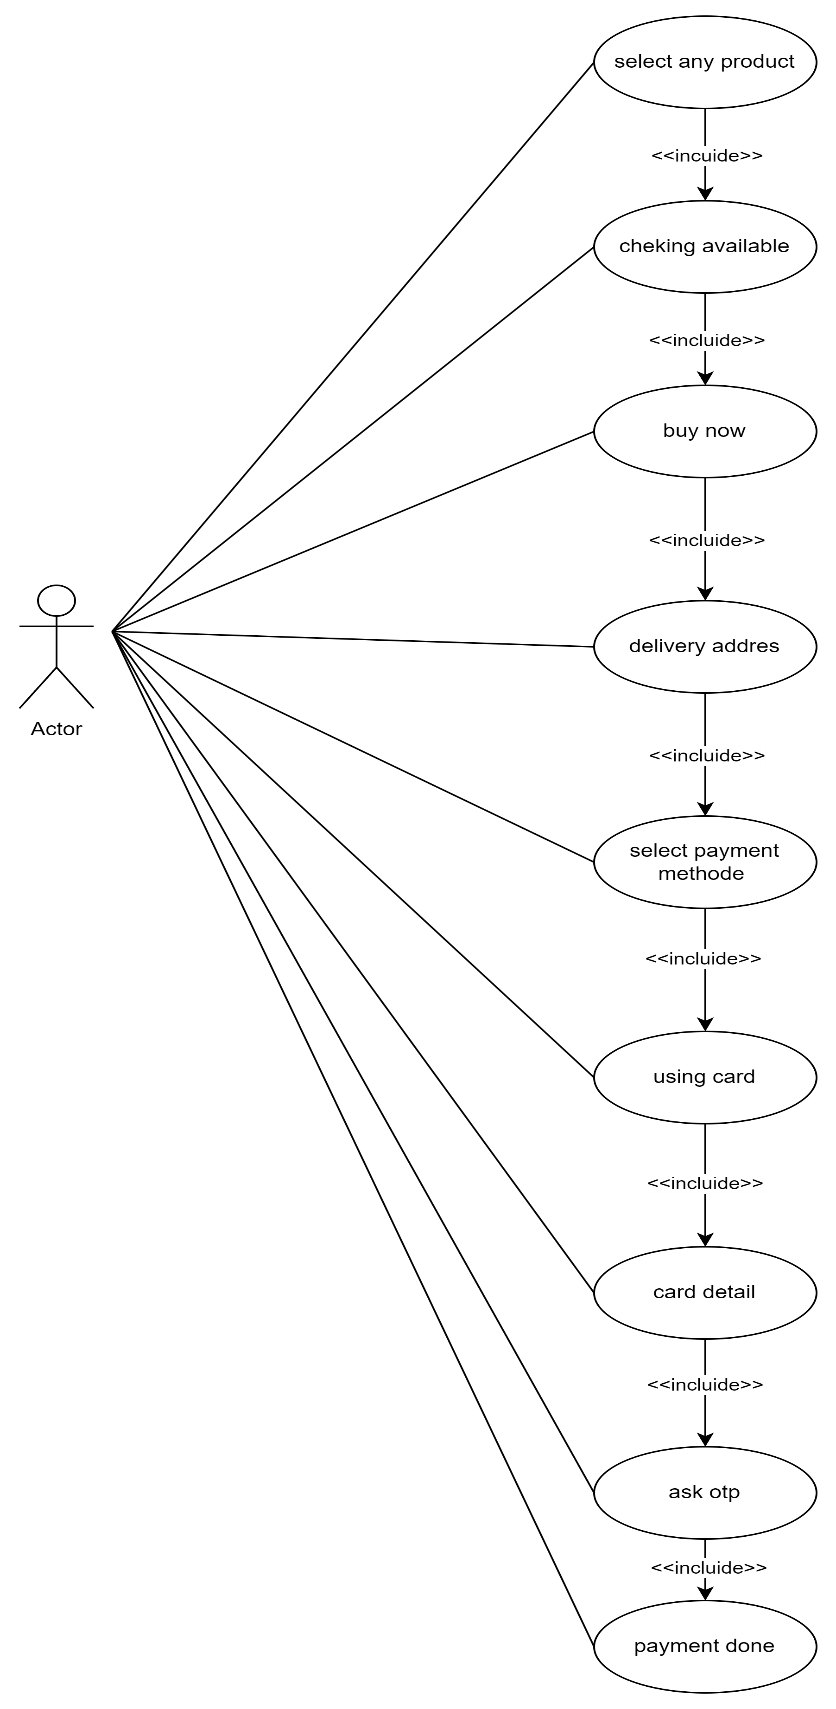 select any product
<<incuide>>
cheking available
<<incluide>>
buy now
<<incluide>>
delivery addres
Actor
<<incluide>>
select payment
methode
<<incluide>>
using card
<<incluide>>
card detail
<<incluide>>
ask otp
<<incluide>>
payment done